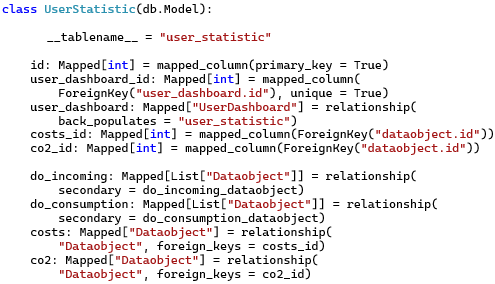 class UserStatistic(db.Model):
__tablename__ = "user_statistic"
id: Mapped[int] = mapped_column(primary_key = True)
user_dashboard_id: Mapped[int] = mapped_column(
ForeignKey("user_dashboard.id"), unique = True)
user_dashboard: Mapped["UserDashboard"] = relationship(
back_populates = "user_statistic")
costs_id: Mapped[int] = mapped_column(ForeignKey("dataobject.id"))
co2_id: Mapped[int] = mapped_column(ForeignKey("dataobject.id"))
do_incoming: Mapped[List["Dataobject"]] = relationship(
secondary = do_incoming_dataobject)
do_consumption: Mapped[List["Dataobject"]] = relationship(
secondary = do_consumption_dataobject)
costs: Mapped["Dataobject"] = relationship(
"Dataobject", foreign_keys = costs_id)
co2: Mapped["Dataobject"] = relationship(
"Dataobject", foreign_keys = co2_id)